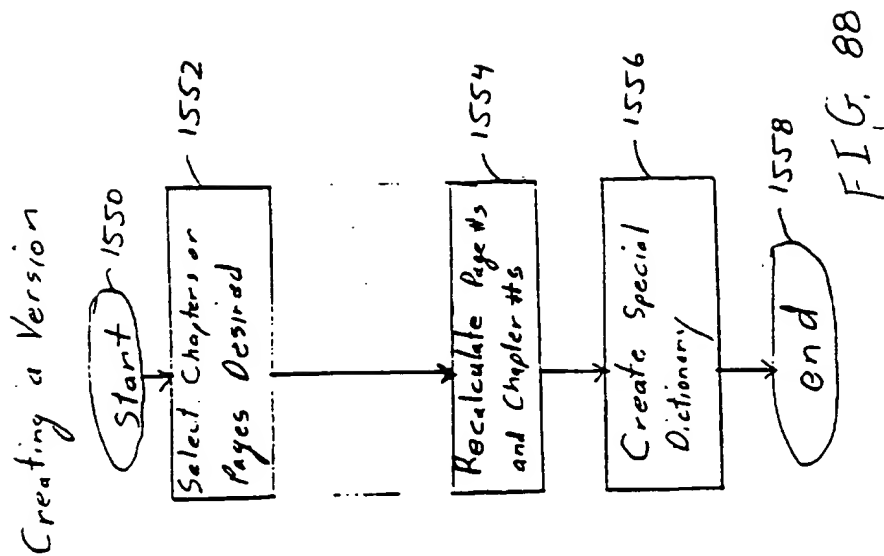 Creating a Version
Start
1550
Select Chapters or
Pages Desired
1552
Recalculate Page #s
and Chapter #s
1554
Create Special
Dictionary
1556
end
1558
FIG. 88